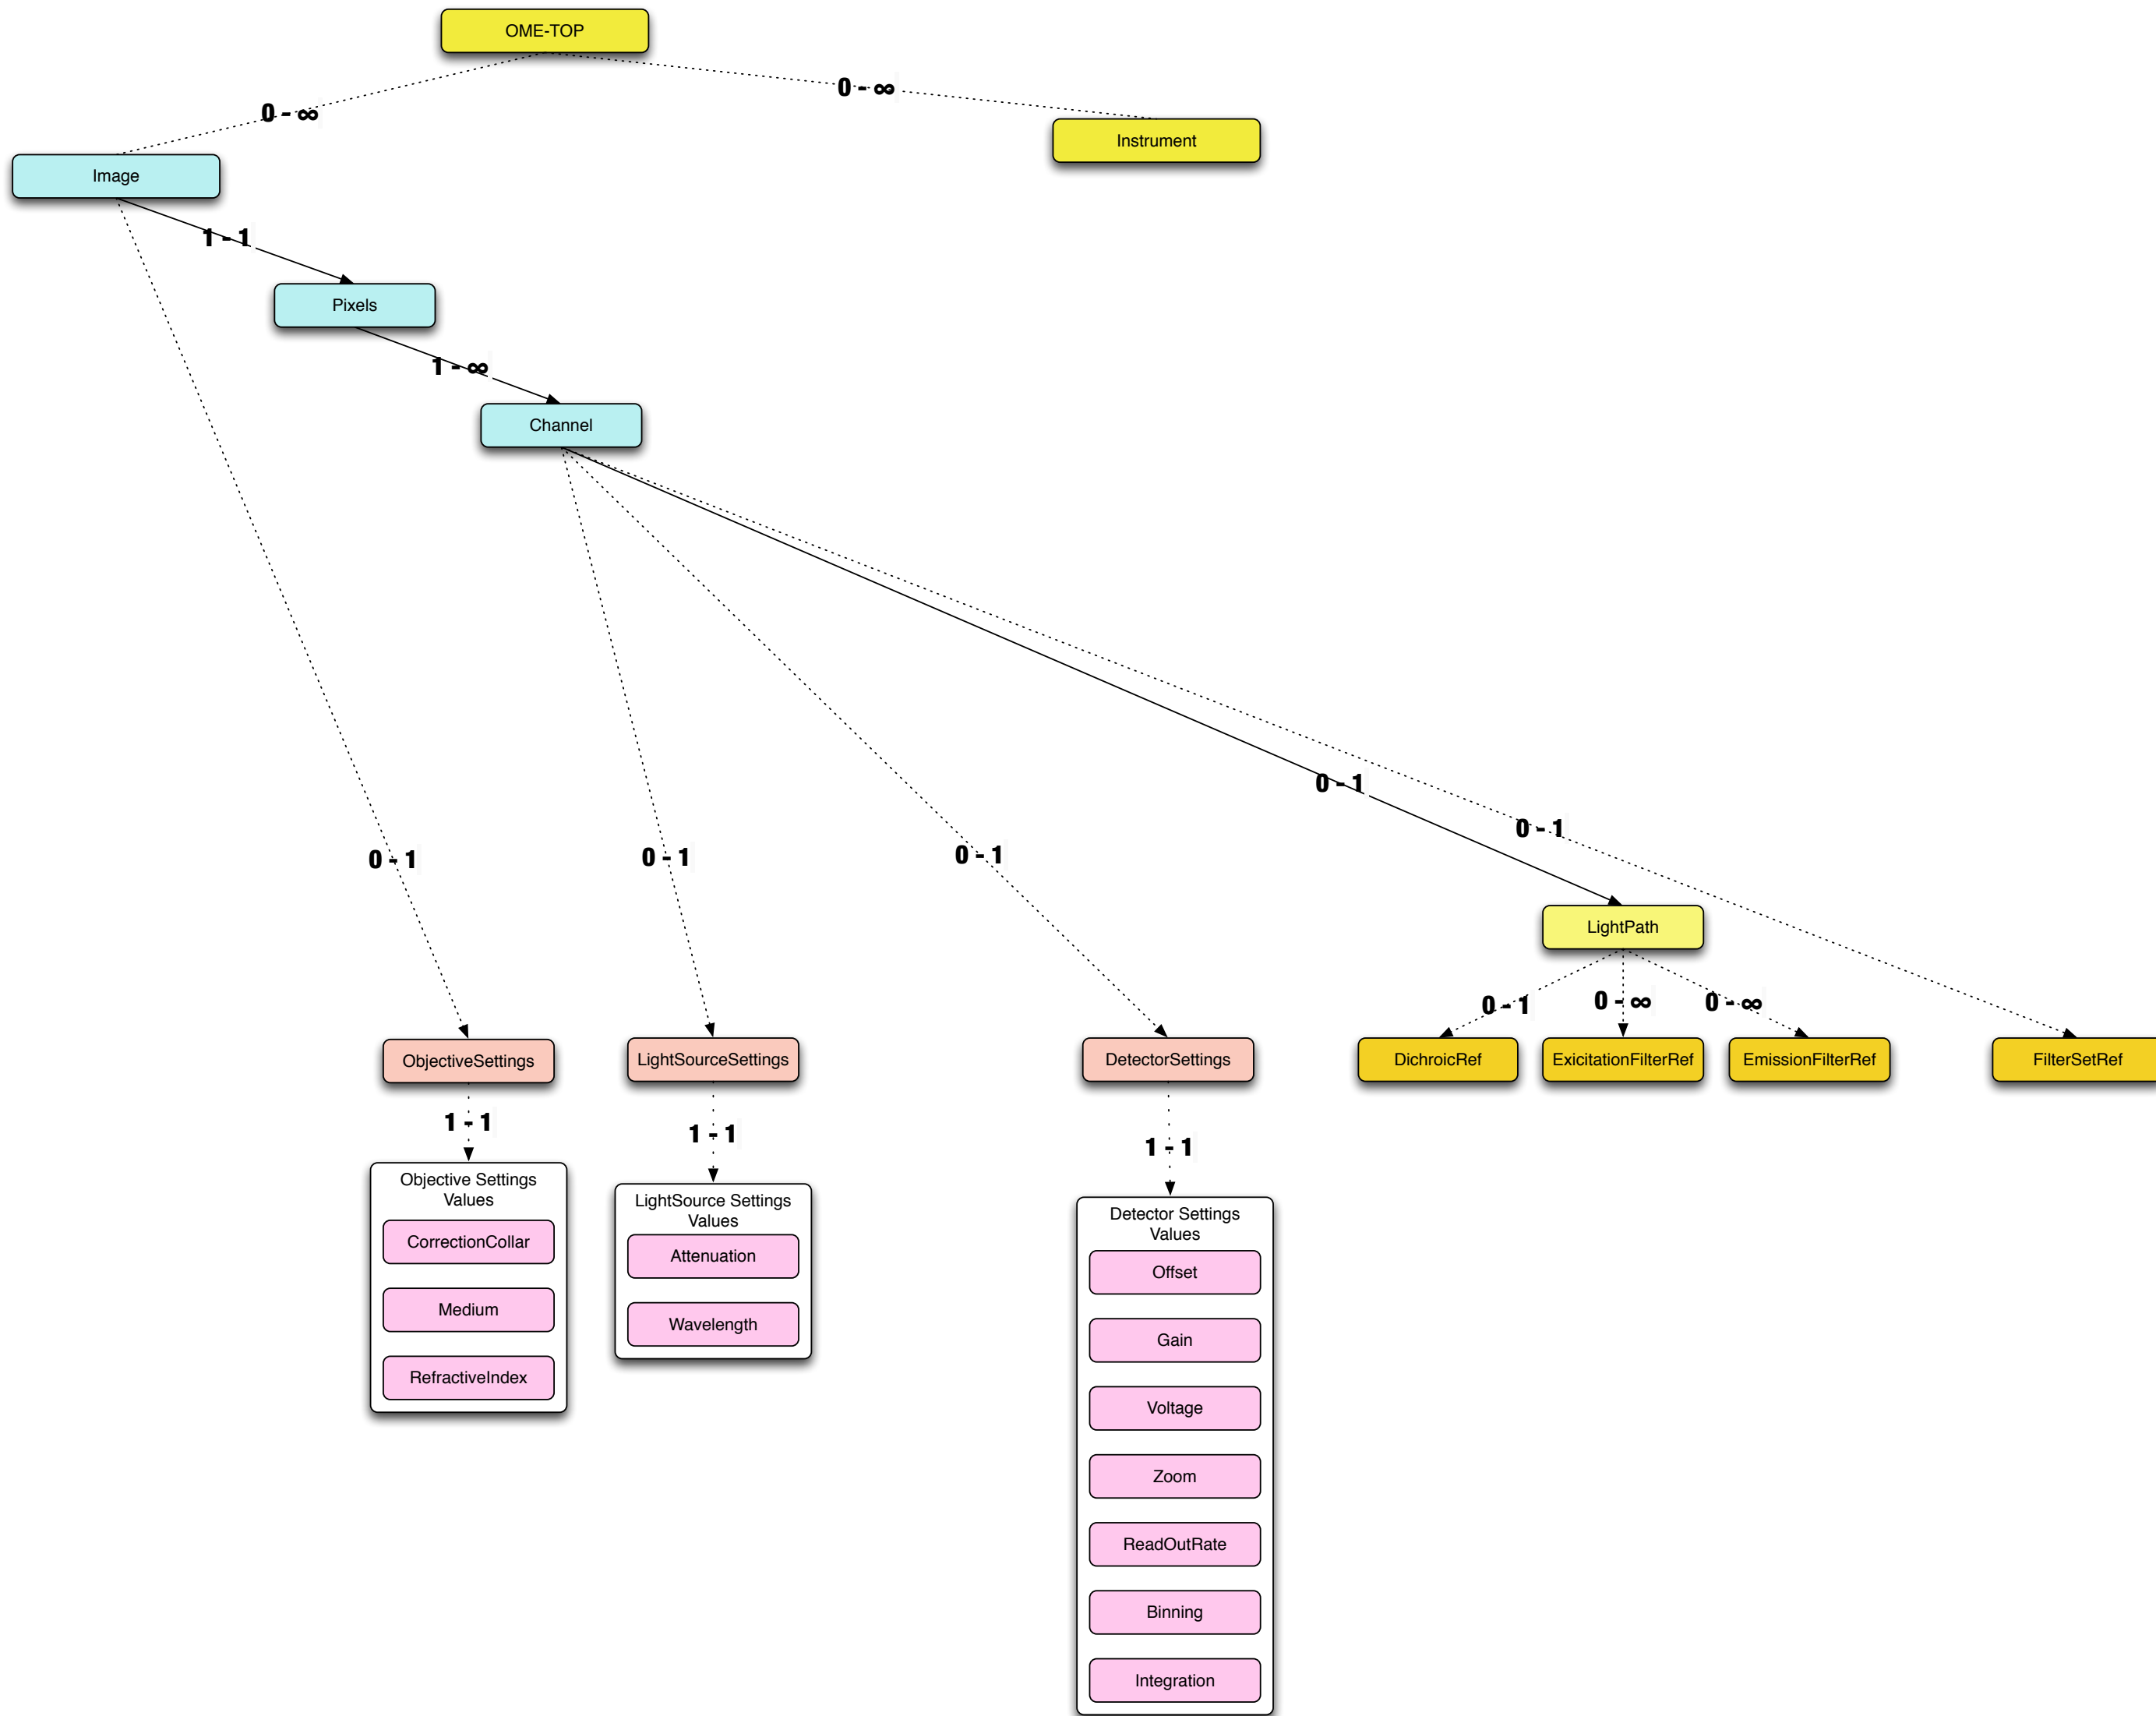 OME-TOP
0 - ∞
0 - ∞
Instrument
Image
1 - 1
Pixels
1 - ∞
Channel
0 - 1
0 - 1
0 - 1
0 - 1
0 - 1
LightPath
0 - 1
0 - ∞
0 - ∞
ObjectiveSettings
LightSourceSettings
DetectorSettings
DichroicRef
ExicitationFilterRef
EmissionFilterRef
FilterSetRef
1 - 1
1 - 1
1 - 1
Objective Settings
Values
CorrectionCollar
Medium
RefractiveIndex
LightSource Settings
Values
Attenuation
Wavelength
Detector Settings
Values
Offset
Gain
Voltage
Zoom
ReadOutRate
Binning
Integration